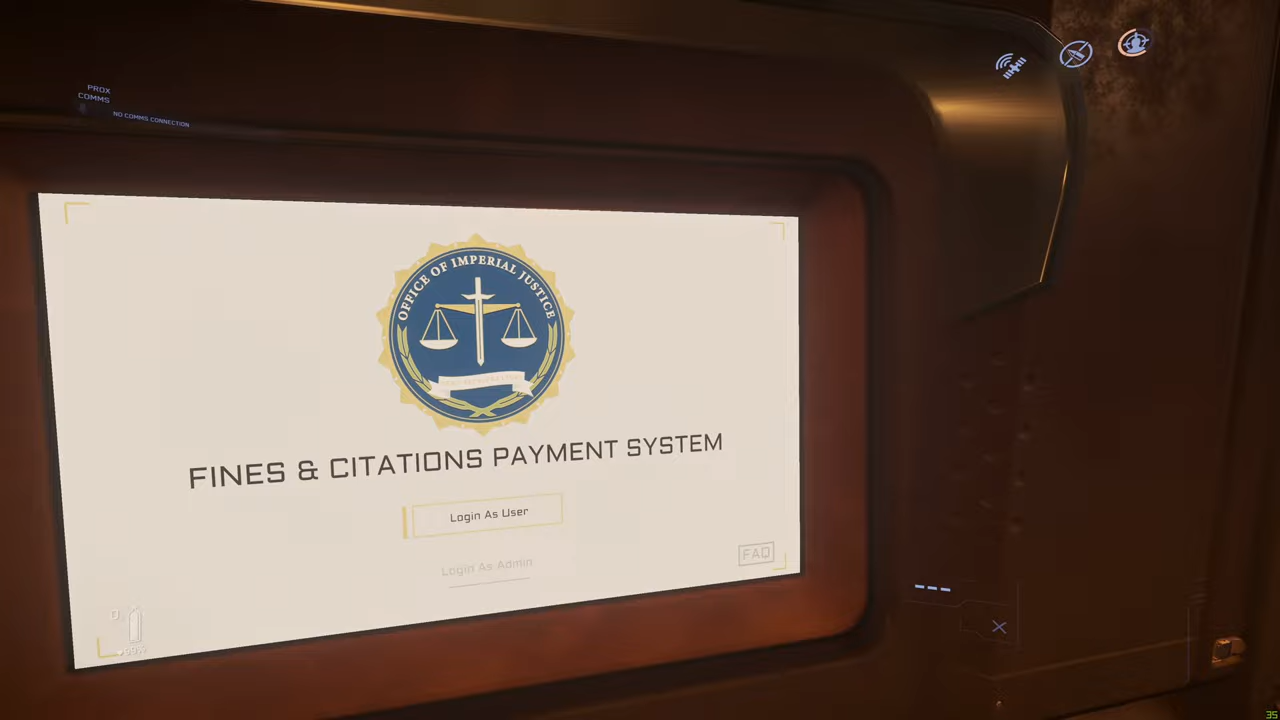 PROX
COMMS
NO COMMS CONNECTION
OFFICE OF IMPERIAL JUSTICE
FINES & CITATIONS PAYMENT SYSTEM
Login As User
Login As Admin
FAQ
35